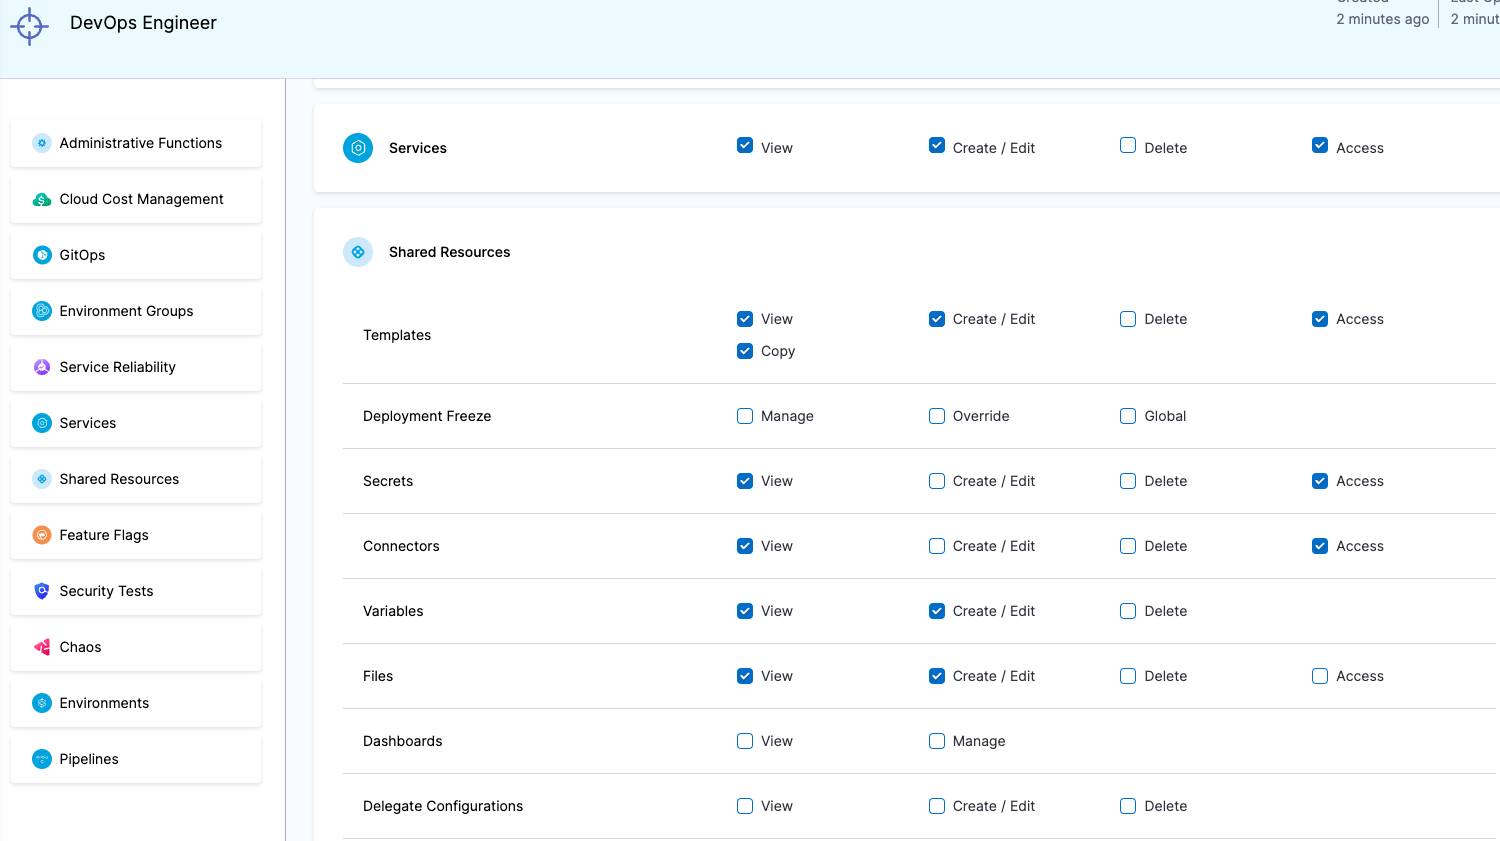 DevOps Engineer
2 minutes ago
2 minut
Administrative Functions
Cloud Cost Management
GitOps
Environment Groups
Service Reliability
Services
Shared Resources
Feature Flags
Security Tests
Chaos
Environments
Pipelines
Services View Create / Edit Delete Access
Shared Resources
Templates View Create / Edit Delete Access
Copy
Deployment Freeze Manage Override Global
Secrets View Create / Edit Delete Access
Connectors View Create / Edit Delete Access
Variables View Create / Edit Delete
Files View Create / Edit Delete Access
Dashboards View Manage
Delegate Configurations View Create / Edit Delete